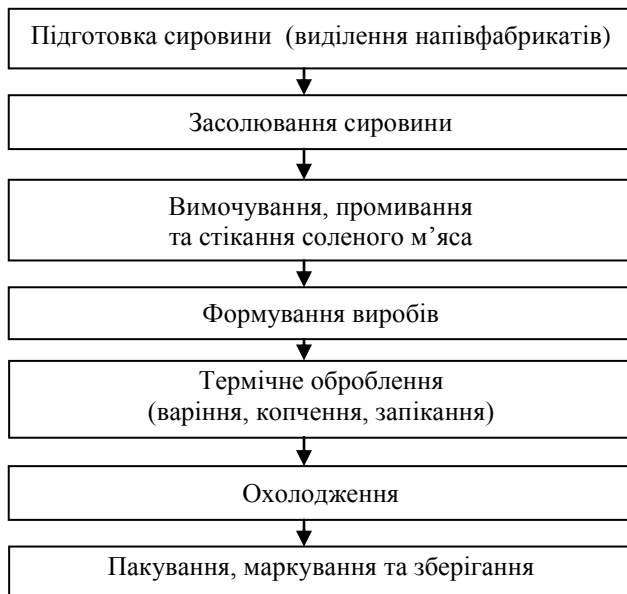 Підготовка сировини (виділення напівфабрикатів)
Засолювання сировини
Вимочування, промивання
та стікання соленого м’яса
Формування виробів
Термічне оброблення
(варіння, копчення, запікання)
Охолодження
Пакування, маркування та зберігання